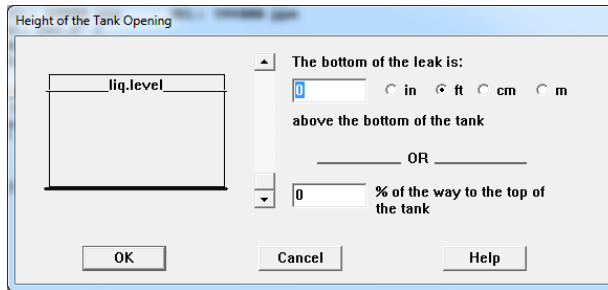 Height of the Tank Opening
liq.level
The bottom of the leak is:
0 in ft cm m
above the bottom of the tank
OR
0 % of the way to the top of
the tank
OK Cancel Help